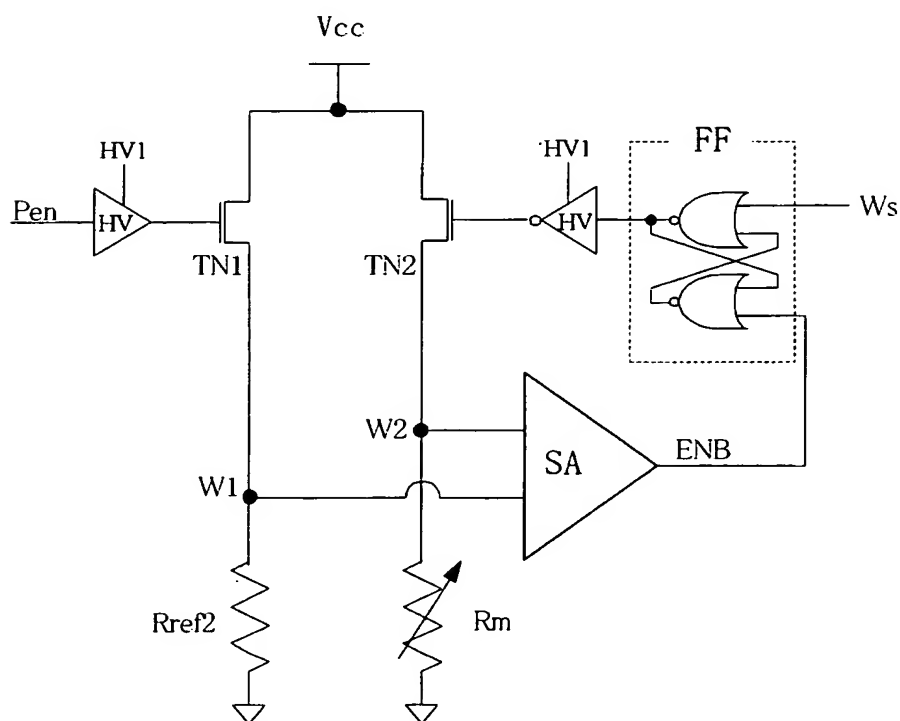 Vcc
HV1
HV1
FF
Pen
HV
HV
Ws
TN1
TN2
W2
SA
ENB
W1
Rref2
Rm